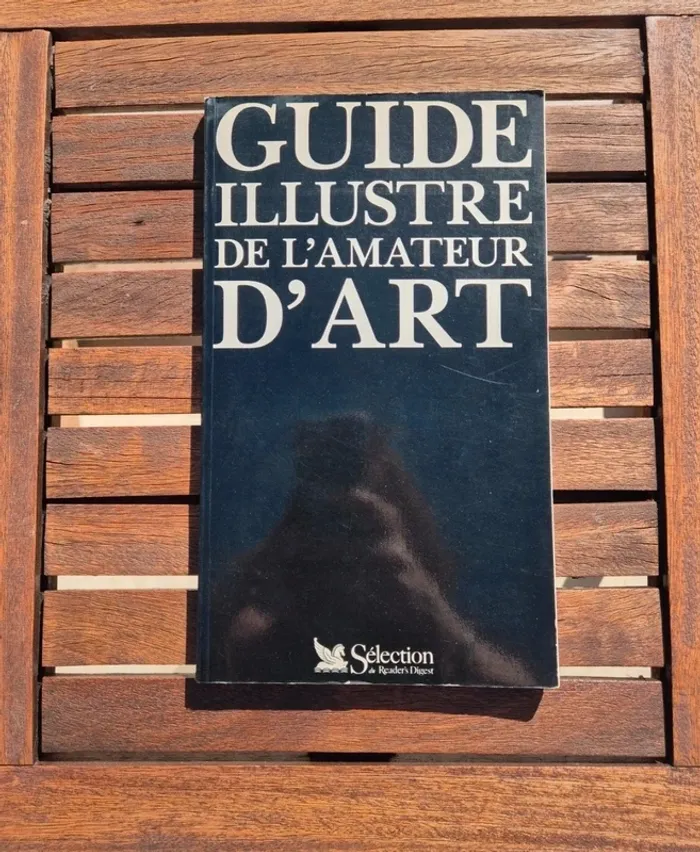 GUIDE
ILLUSTRE
DE L'AMATEUR
D'ART
Sélection
du Reader's Digest